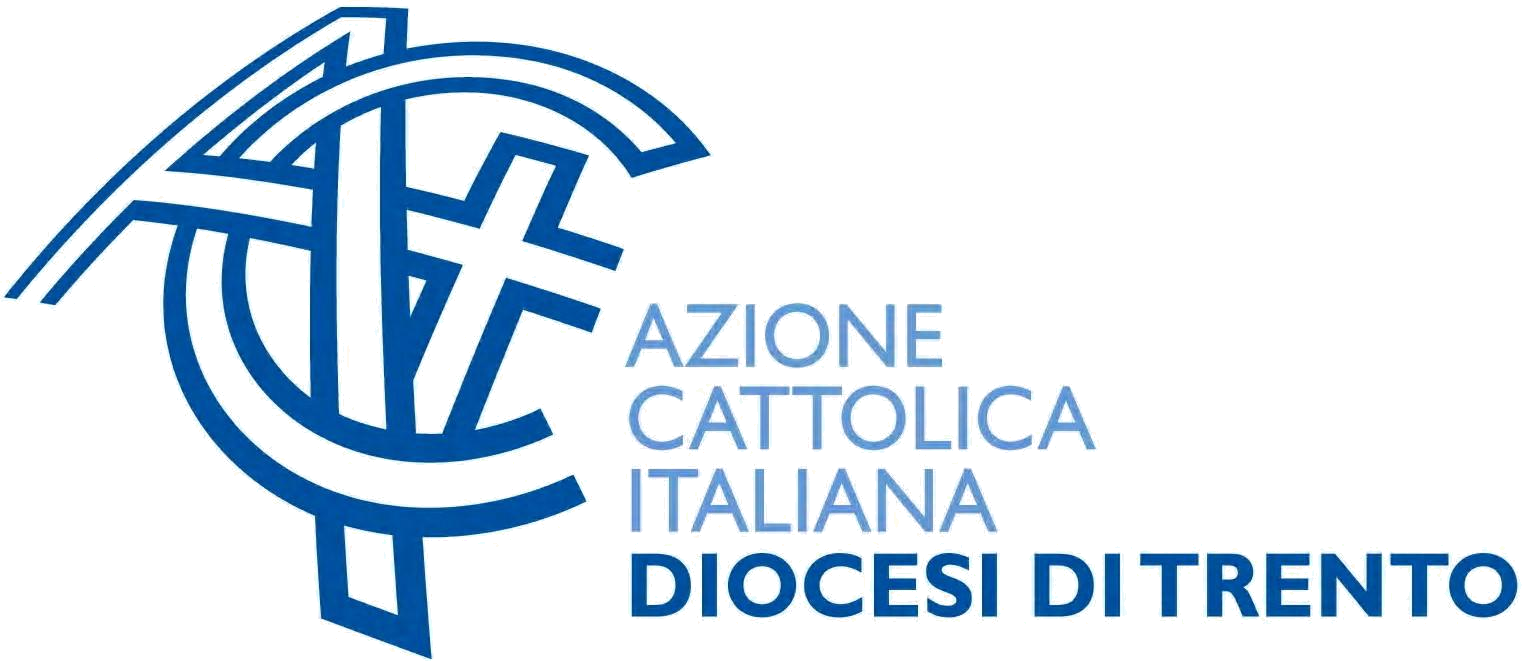 AZIONE
CATTOLICA
ITALIANA
DIOCESI DI TRENTO